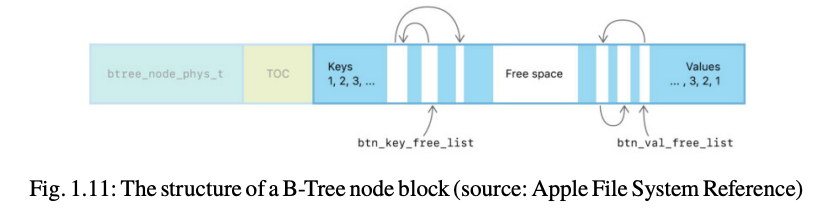 btree_node_phys_t
TOC
Keys
1, 2, 3, ...
Free space
Values
... , 3, 2, 1
btn_key_free_list
btn_val_free_list
Fig. 1.11: The structure of a B-Tree node block (source: Apple File System Reference)